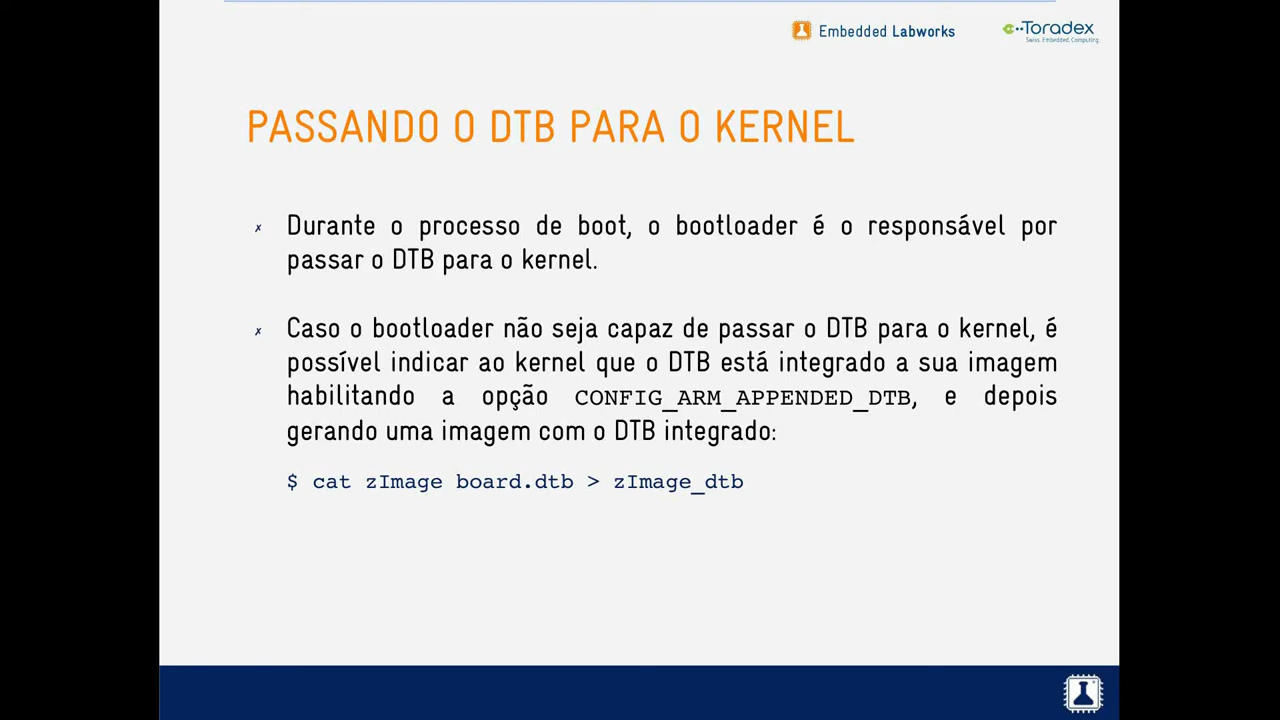 Embedded Labworks
Toradex
Swiss. Embedded. Computing.
PASSANDO O DTB PARA O KERNEL
✗ Durante o processo de boot, o bootloader é o responsável por
passar o DTB para o kernel.
✗ Caso o bootloader não seja capaz de passar o DTB para o kernel, é
possível indicar ao kernel que o DTB está integrado a sua imagem
habilitando a opção CONFIG_ARM_APPENDED_DTB, e depois
gerando uma imagem com o DTB integrado:
$ cat zImage board.dtb > zImage_dtb